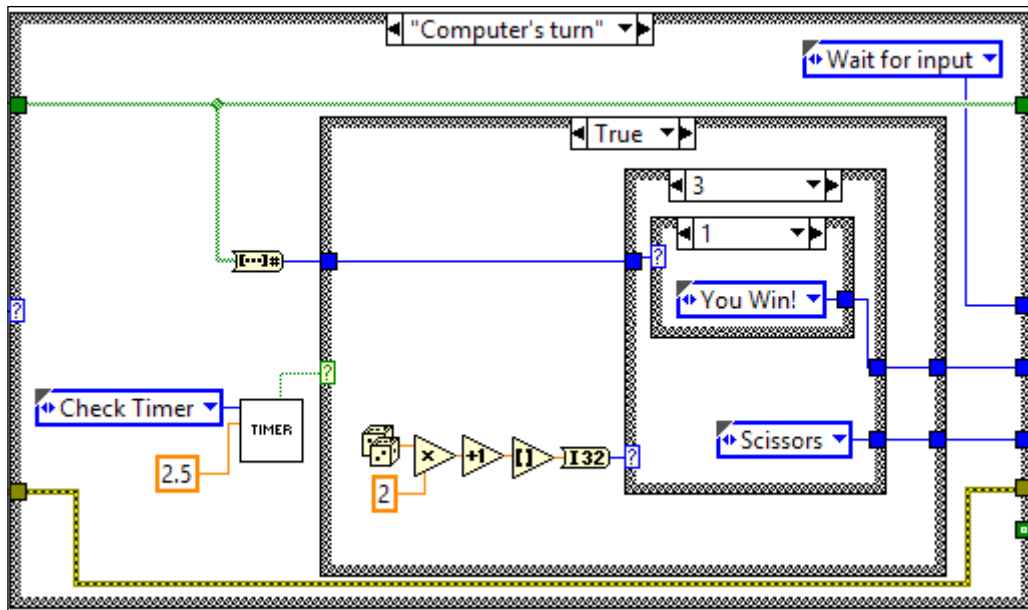 "Computer's turn"
Wait for input
True
3
1
[...]#
You Win!
Check Timer
TIMER
2.5
x
+1
[]
I32
2
Scissors
?
?
?
?